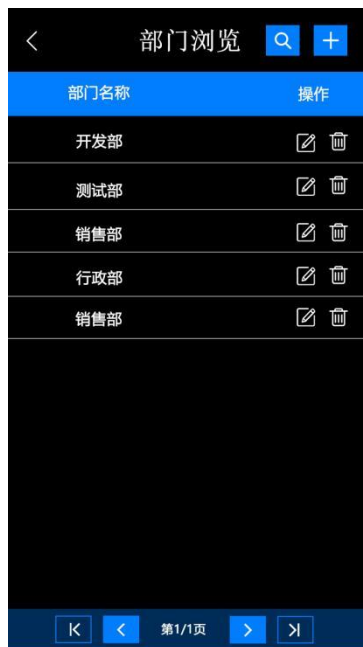 部门浏览
部门名称 操作
开发部
测试部
销售部
行政部
销售部
第1/1页